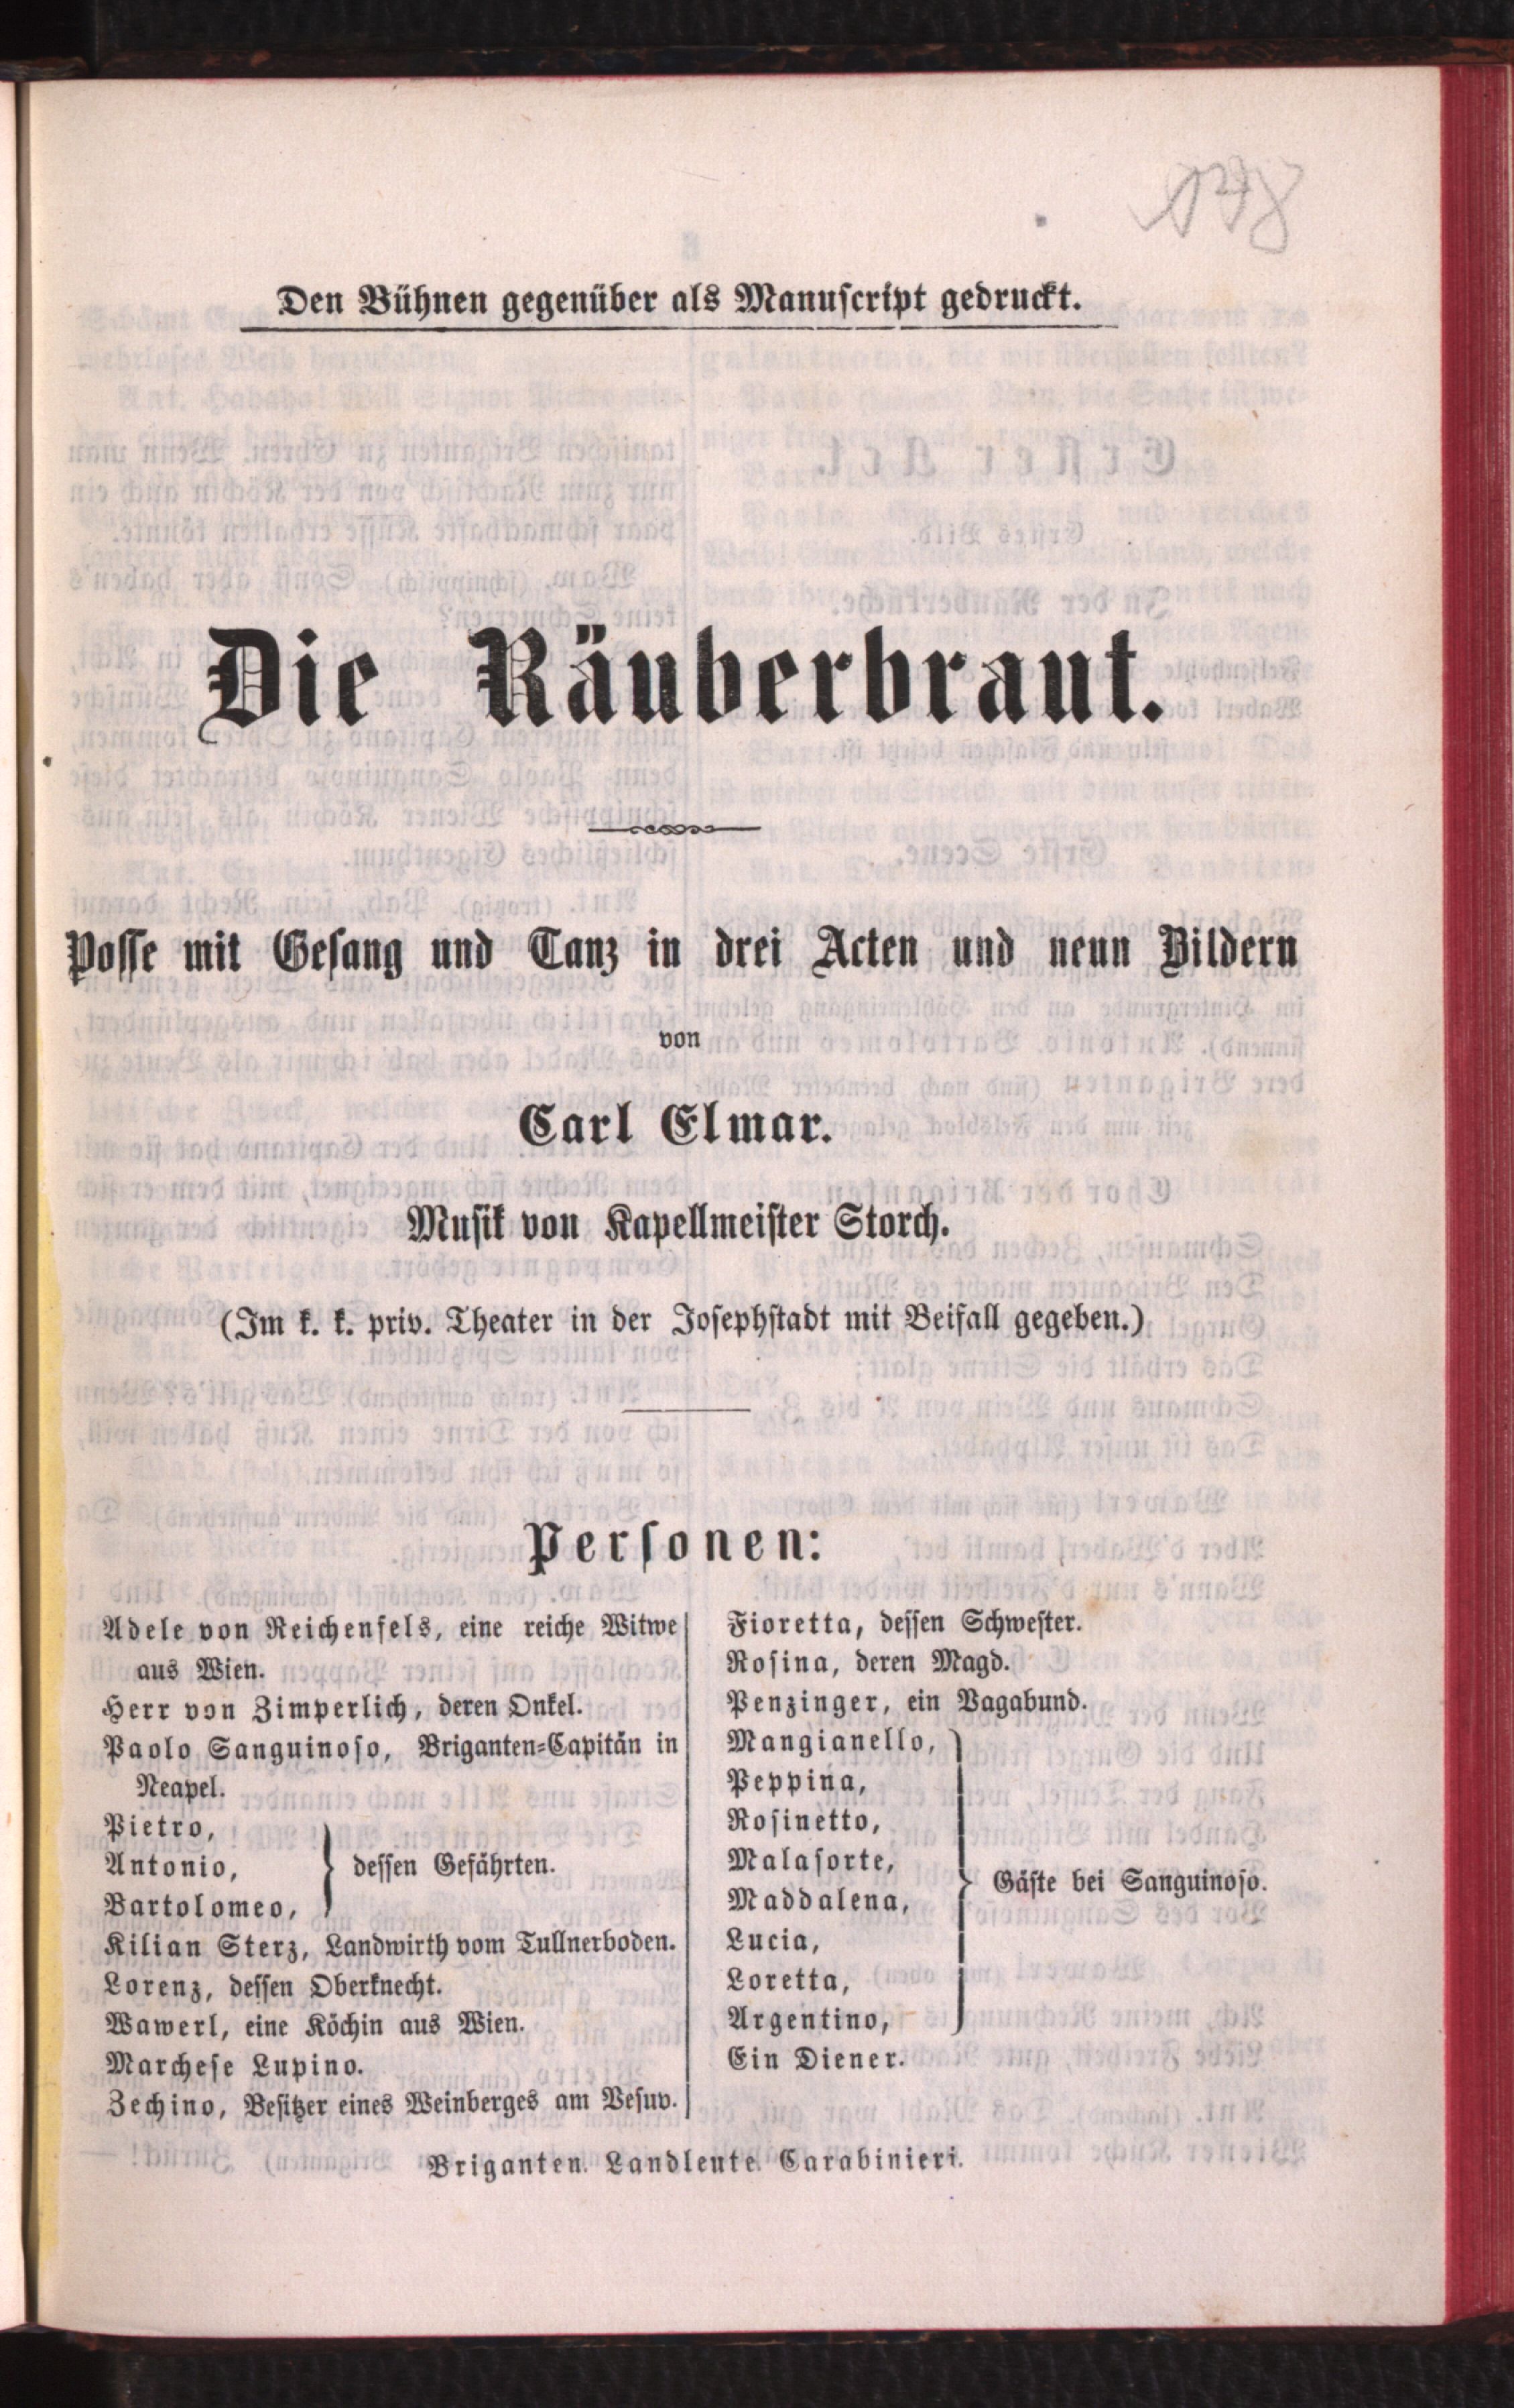 178
Den Bühnen gegenüber als Manuscript gedruckt.
Die Räuberbraut.
Posse mit Gesang und Tanz in drei Acten und neun Bildern
von
Carl Elmar.
Musik von Kapellmeister Storch.
(Im k. k. priv. Theater in der Josephstadt mit Beifall gegeben.)
Personen:
Adele von Reichenfels, eine reiche Witwe
aus Wien.
Herr von Zimperlich, deren Onkel.
Paolo Sanguinoso, Briganten-Capitän in
Neapel.
Pietro,
Antonio,
dessen Gefährten.
Bartolomeo,
Kilian Sterz, Landwirth vom Tullnerboden.
Lorenz, dessen Oberknecht.
Wawerl, eine Köchin aus Wien.
Marchese Lupino.
Zechino, Besitzer eines Weinberges am Vesuv.
Fioretta, dessen Schwester.
Rosina, deren Magd.
Penzinger, ein Vagabund.
Mangianello,
Peppina,
Rosinetto,
Malasorte,
Gäste bei Sanguinoso.
Maddalena,
Lucia,
Loretta,
Argentino,
Ein Diener.
Briganten. Landleute. Carabinieri.